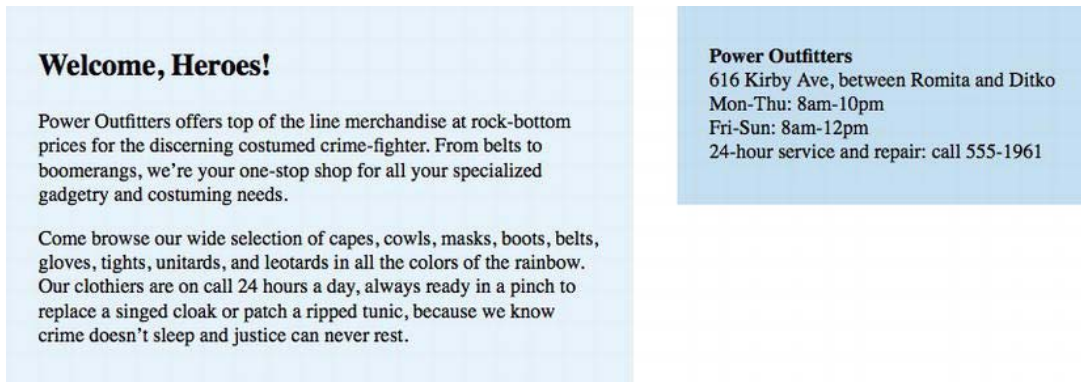 Welcome, Heroes!
Power Outfitters offers top of the line merchandise at rock-bottom
prices for the discerning costumed crime-fighter. From belts to
boomerangs, we’re your one-stop shop for all your specialized
gadgetry and costuming needs.
Come browse our wide selection of capes, cowls, masks, boots, belts,
gloves, tights, unitards, and leotards in all the colors of the rainbow.
Our clothiers are on call 24 hours a day, always ready in a pinch to
replace a singed cloak or patch a ripped tunic, because we know
crime doesn’t sleep and justice can never rest.
Power Outfitters
616 Kirby Ave, between Romita and Ditko
Mon-Thu: 8am-10pm
Fri-Sun: 8am-12pm
24-hour service and repair: call 555-1961